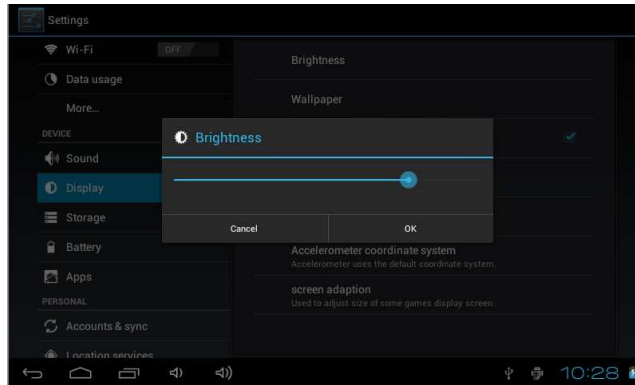 Settings
Wi-Fi
OFF
Data usage
More...
DEVICE
Sound
Display
Storage
Battery
Apps
PERSONAL
Accounts & sync
Location services
Brightness
Wallpaper
Brightness
Cancel
OK
Accelerometer coordinate system
Accelerometer uses the default coordinate system.
screen adaption
Used to adjust size of some games display screen
10:28